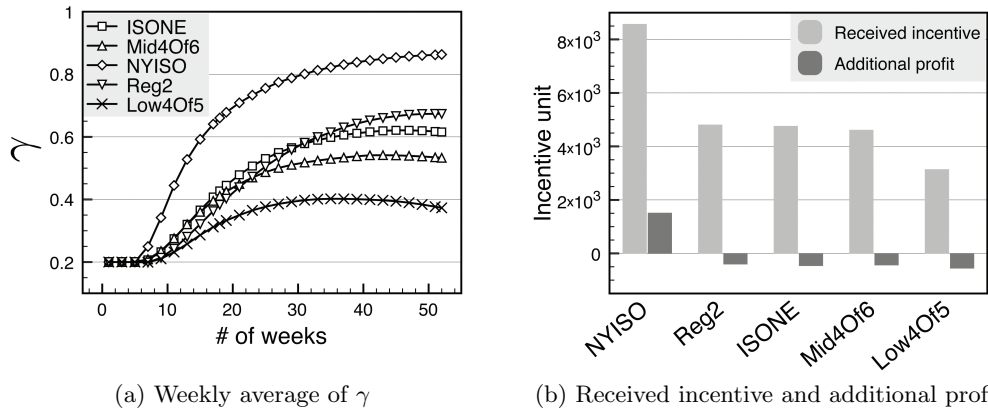 1
0.8
0.6
0.4
0.2
γ
ISONE
Mid4Of6
NYISO
Reg2
Low4Of5
0 10 20 30 40 50
# of weeks
(a) Weekly average of γ
8×10³
6×10³
4×10³
2×10³
0
Incentive unit
Received incentive
Additional profit
NYISO Reg2 ISONE Mid4Of6 Low4Of5
(b) Received incentive and additional prof